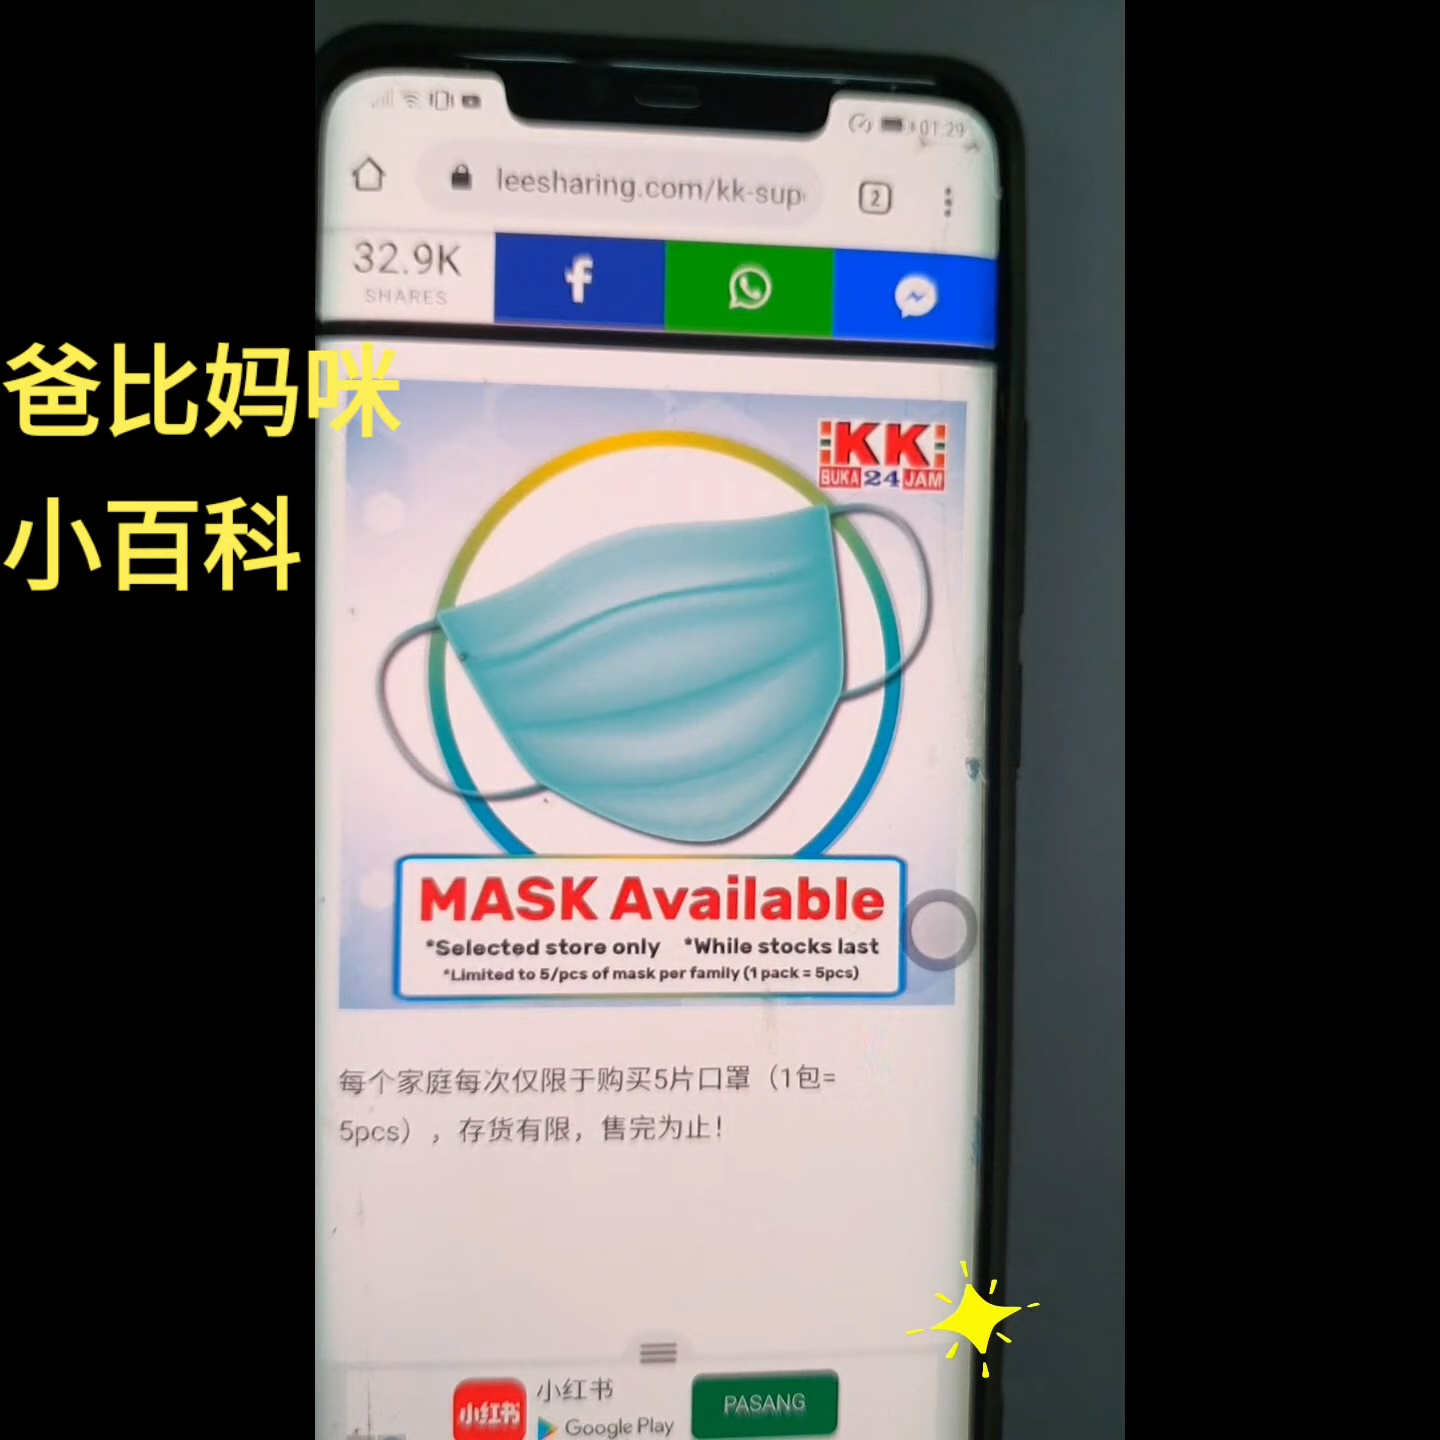 01:29
leesharing.com/kk-sup
2
32.9K
SHARES
爸比妈咪
小百科
KK
BUKA 24 JAM
MASK Available
*Selected store only *While stocks last
*Limited to 5/pcs of mask per family (1 pack = 5pcs)
每个家庭每次仅限于购买5片口罩（1包=
5pcs），存货有限，售完为止！
小红书
小红书
Google Play
PASANG